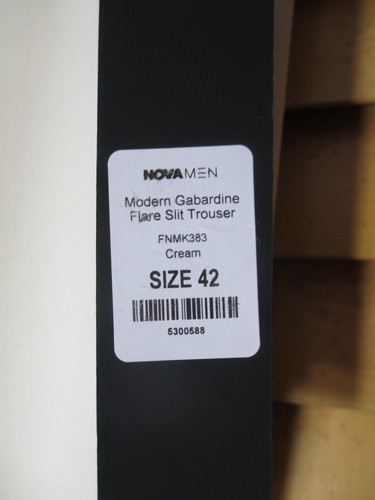 NOVAMEN
Modern Gabardine
Flare Slit Trouser
FNMK383
Cream
SIZE 42
5300588